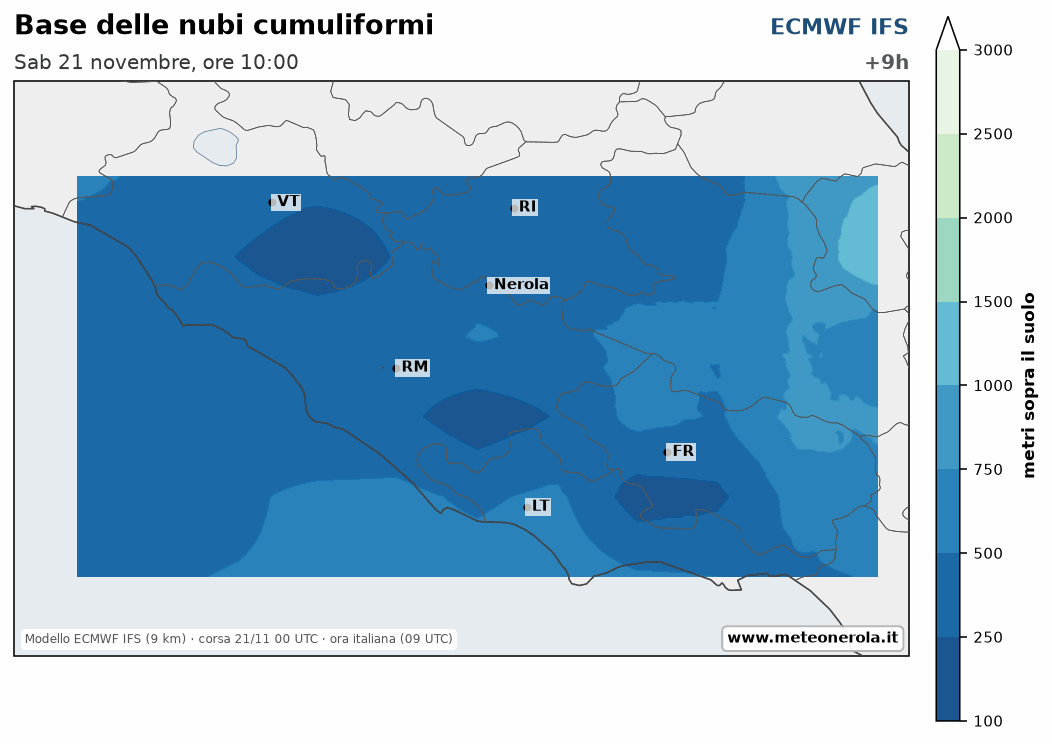 Base delle nubi cumuliformi
ECMWF IFS
Sab 21 novembre, ore 10:00
+9h
VT
RI
Nerola
RM
FR
LT
3000
2500
2000
1500
1000
750
500
250
100
metri sopra il suolo
Modello ECMWF IFS (9 km) · corsa 21/11 00 UTC · ora italiana (09 UTC)
www.meteonerola.it